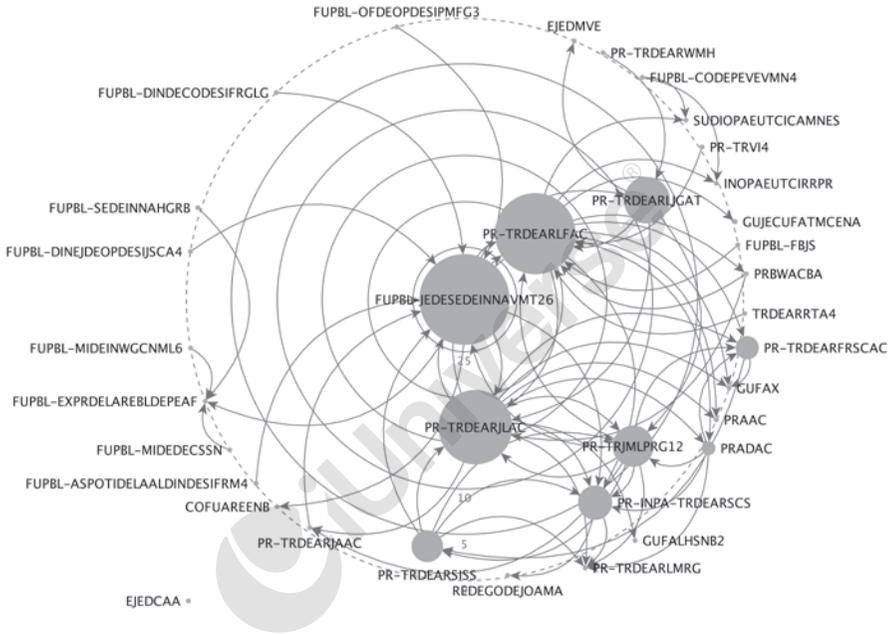 FUPBL-OFDEOPDESIPMFG3
EJEDMVE
PR-TRDEARWMH
FUPBL-CODEPEVEVMN4
FUPBL-DINDECODESIFRGLG
SUDIOPAEUTCICAMNES
PR-TRVI4
INOPAEUTCIRRPR
PR-TRDEARIJGAT
FUPBL-SEDEINNAHGRB
GUJECUFATMCENA
PR-TRDEARLFAC
FUPBL-FBJS
FUPBL-DINEJDEOPDESIJSCA4
PRBWACBA
FUPBL-JEDESEDEINNAVMT26
TRDEARRTA4
FUPBL-MIDEINWGCNML6
PR-TRDEARFRSCAC
25
GUFAX
FUPBL-EXPRDELAREBLDEPEAF
PRAAC
PR-TRDEARJLAC
PR-TRJMLPRG12
PRADAC
FUPBL-MIDEDECSSN
FUPBL-ASPOTIDELAALDINDESIFRM4
10
COFUAREENB
PR-INPA-TRDEARSCS
PR-TRDEARJAAC
5
GUFALHSNB2
PR-TRDEARLMRG
PR-TRDEARSISS
REDEGODEJOAMA
EJEDCAA
iUniverse
®